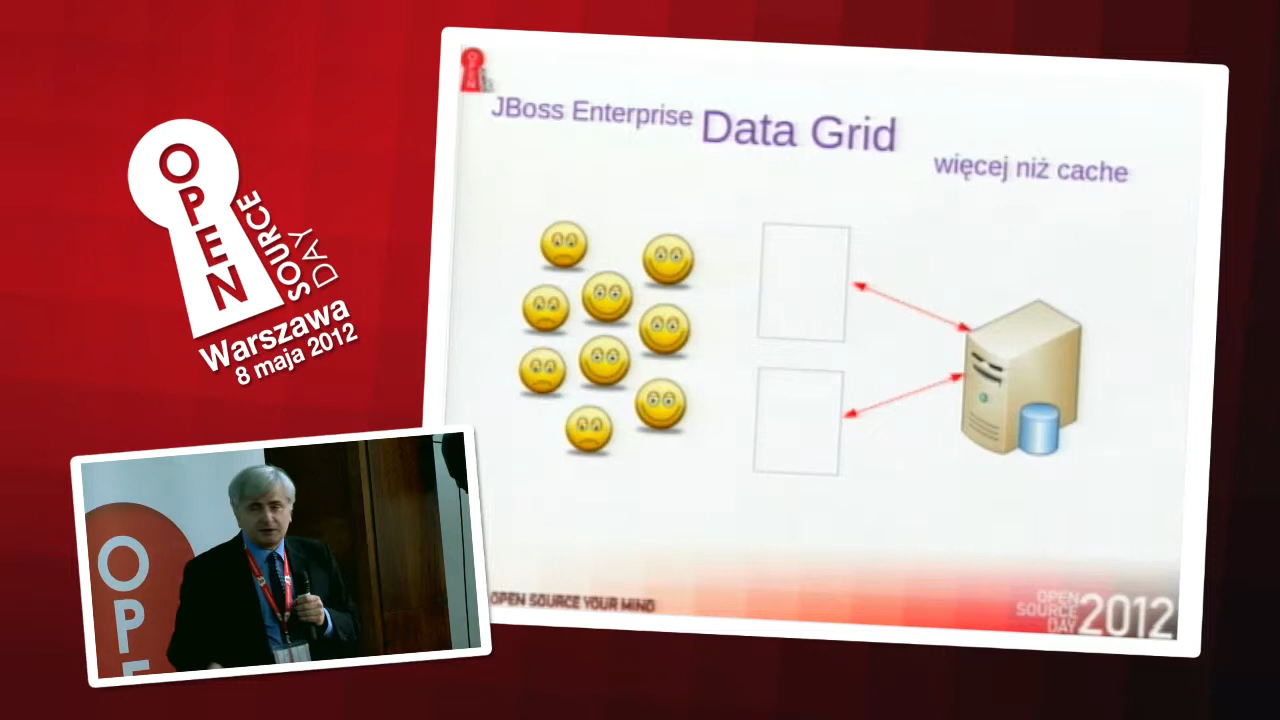 OPEN
SOURCE
DAY
Warszawa
8 maja 2012
OPEN
JBoss Enterprise Data Grid
więcej niż cache
OPEN SOURCE YOUR MIND
OPEN
SOURCE
DAY 2012
O
P
E